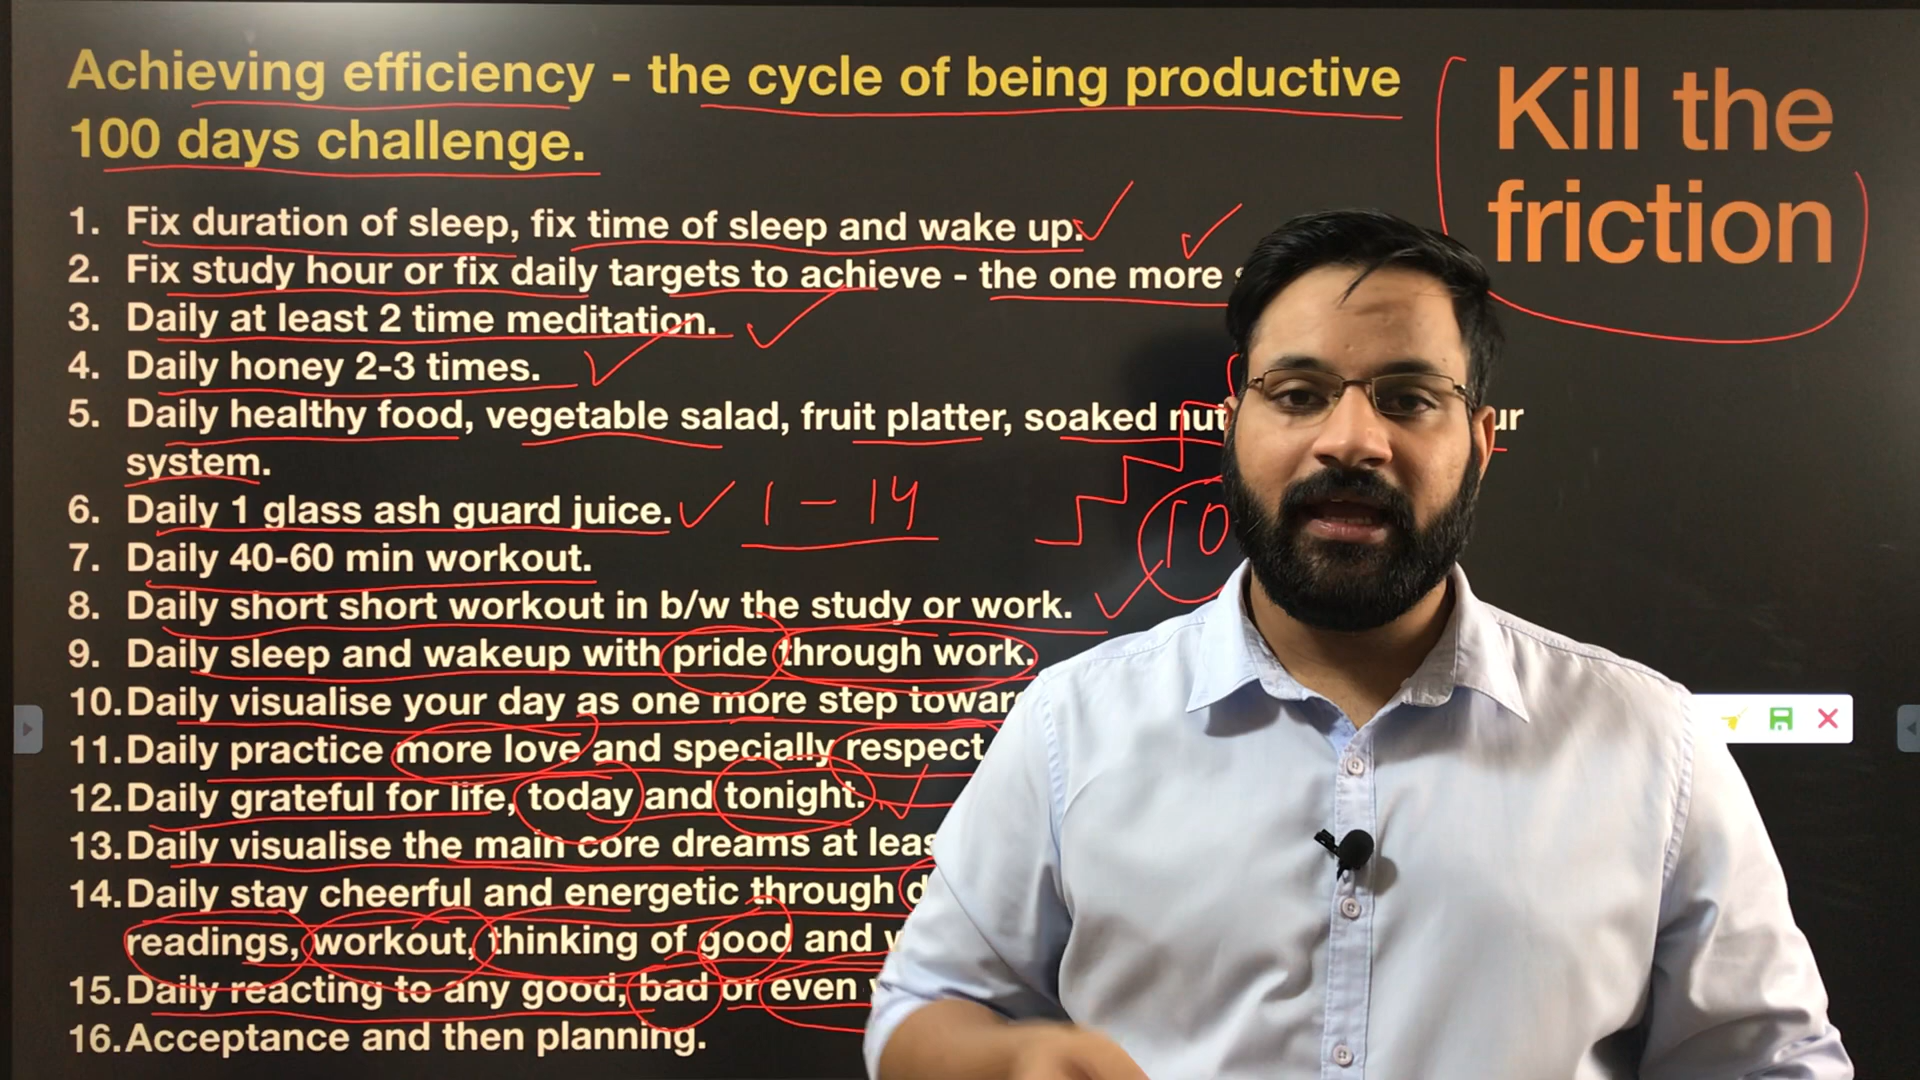 Achieving efficiency - the cycle of being productive
100 days challenge.
Kill the
friction
1. Fix duration of sleep, fix time of sleep and wake up.
2. Fix study hour or fix daily targets to achieve - the one more
3. Daily at least 2 time meditation.
4. Daily honey 2-3 times.
5. Daily healthy food, vegetable salad, fruit platter, soaked nut ur
system.
6. Daily 1 glass ash guard juice. 1 - 14
10
7. Daily 40-60 min workout.
8. Daily short short workout in b/w the study or work.
9. Daily sleep and wakeup with pride through work.
10. Daily visualise your day as one more step towar
11. Daily practice more love and specially respect
12. Daily grateful for life, today and tonight.
13. Daily visualise the main core dreams at leas
14. Daily stay cheerful and energetic through
readings, workout, thinking of good and
15. Daily reacting to any good, bad or even
16. Acceptance and then planning.